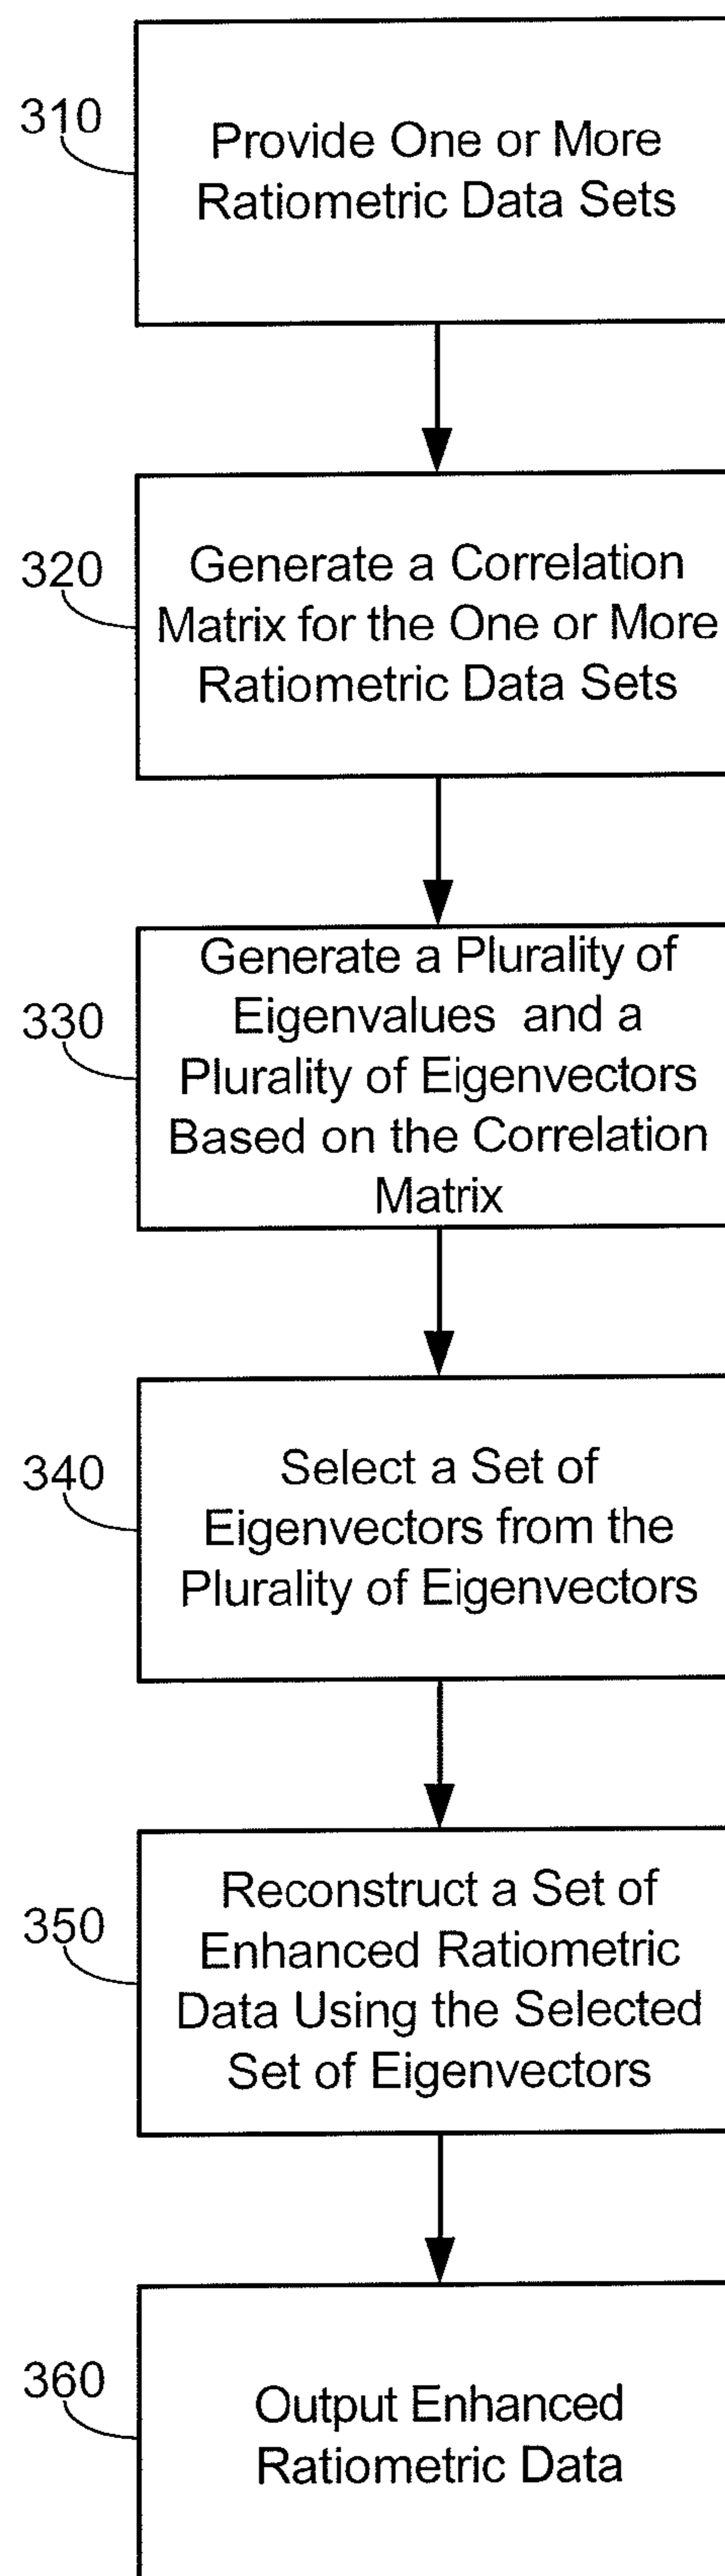 310
Provide One or More
Ratiometric Data Sets
320
Generate a Correlation
Matrix for the One or More
Ratiometric Data Sets
330
Generate a Plurality of
Eigenvalues and a
Plurality of Eigenvectors
Based on the Correlation
Matrix
340
Select a Set of
Eigenvectors from the
Plurality of Eigenvectors
350
Reconstruct a Set of
Enhanced Ratiometric
Data Using the Selected
Set of Eigenvectors
360
Output Enhanced
Ratiometric Data